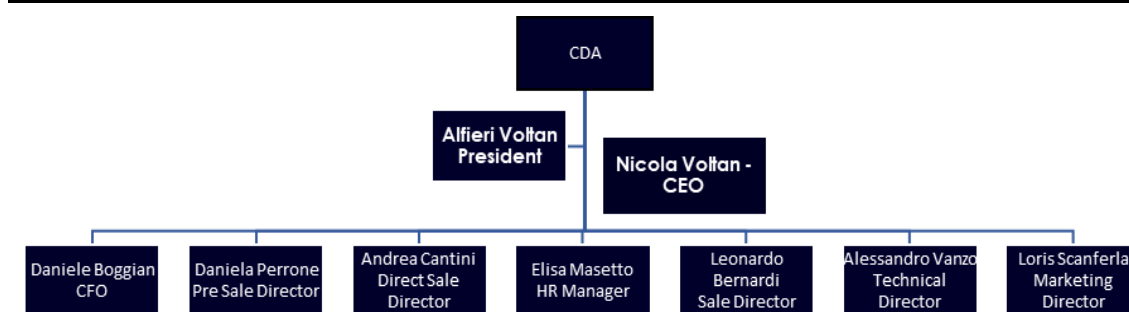 CDA
Alfieri Voltan
President
Nicola Voltan -
CEO
Daniele Boggian
CFO
Daniela Perrone
Pre Sale Director
Andrea Cantini
Direct Sale
Director
Elisa Masetto
HR Manager
Leonardo
Bernardi
Sale Director
Alessandro Vanzo
Technical
Director
Loris Scanferla
Marketing
Director